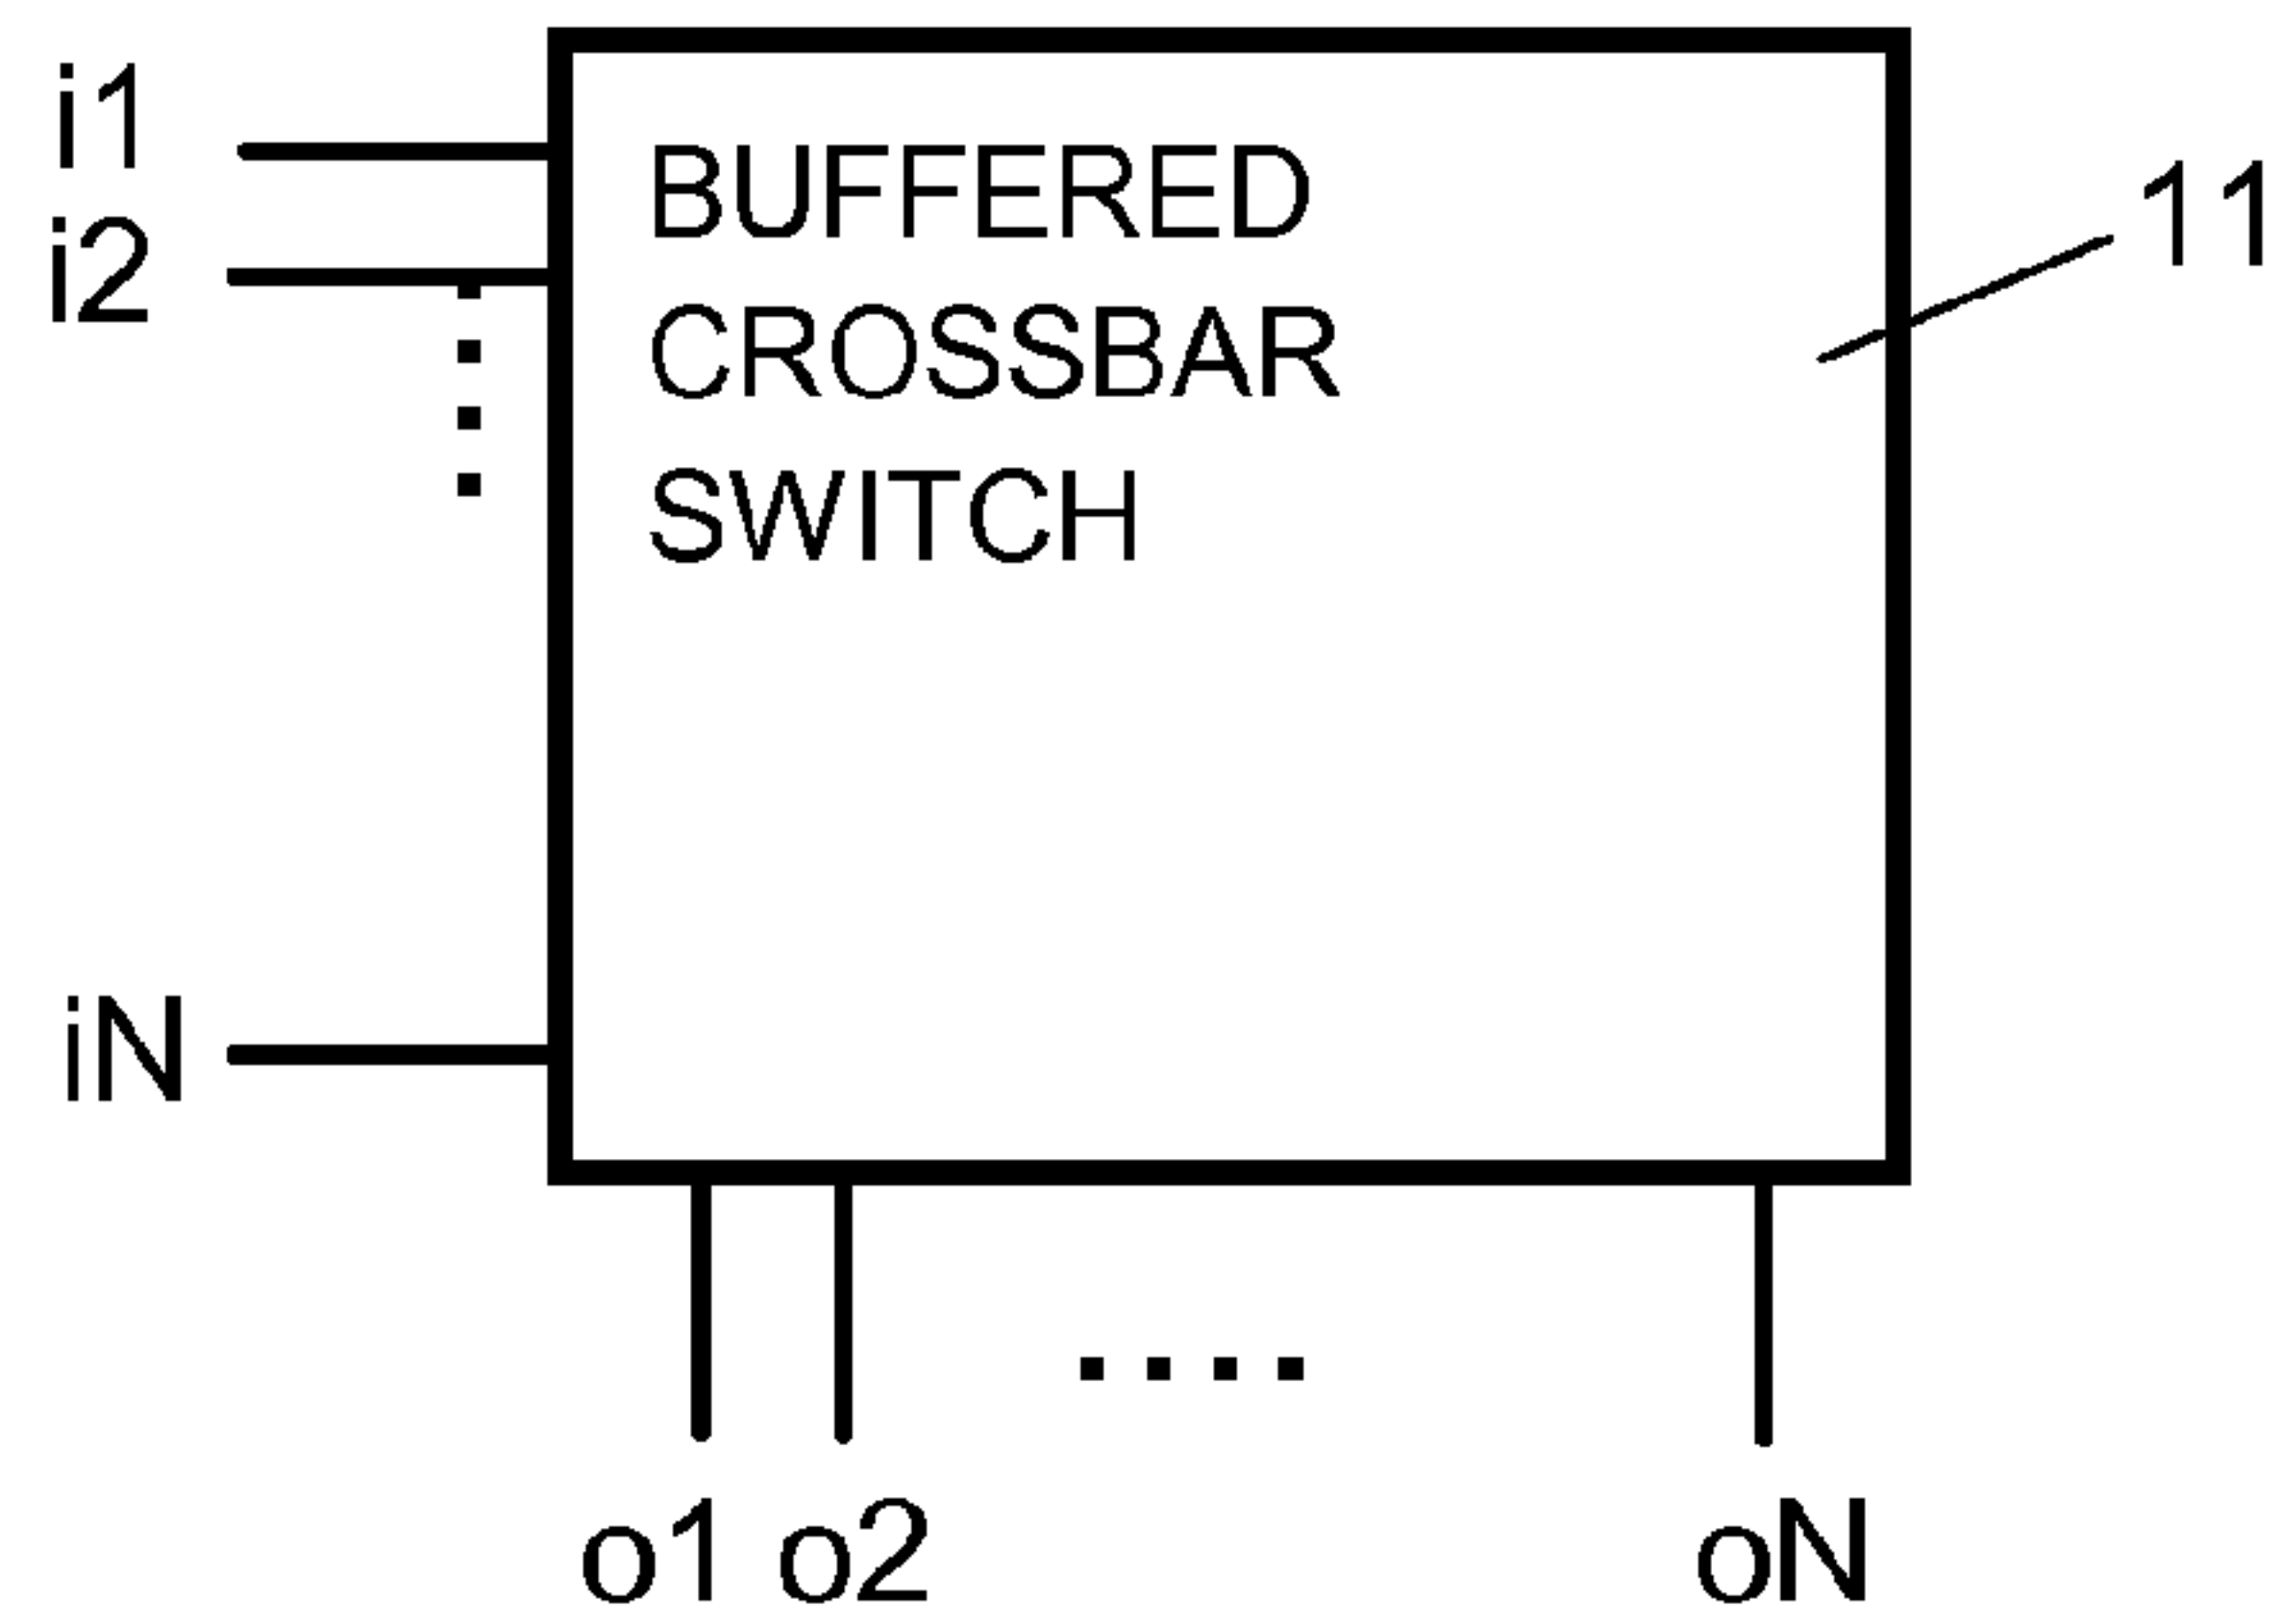 i1
BUFFERED
11
i2
CROSSBAR
SWITCH
iN
o1 o2 .... oN